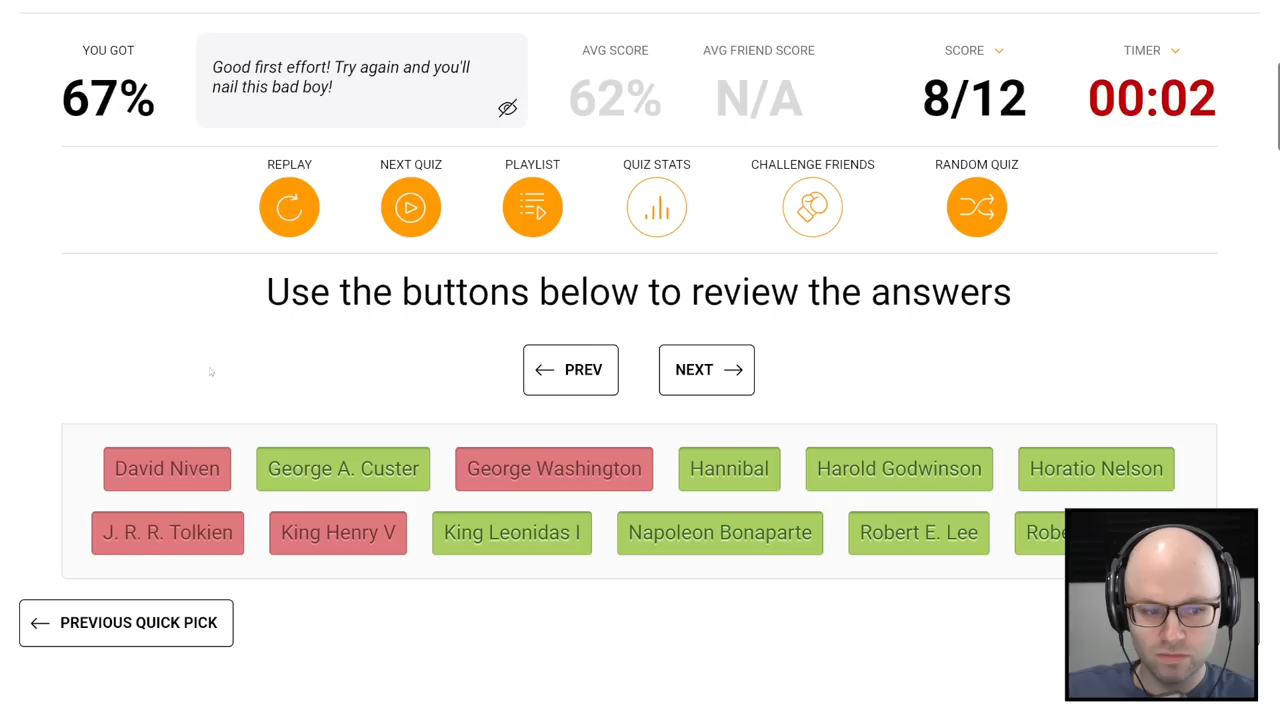 YOU GOT
67%
Good first effort! Try again and you'll
nail this bad boy!
AVG SCORE
62%
AVG FRIEND SCORE
N/A
SCORE
8/12
TIMER
00:02
REPLAY
NEXT QUIZ
PLAYLIST
QUIZ STATS
CHALLENGE FRIENDS
RANDOM QUIZ
Use the buttons below to review the answers
PREV
NEXT
David Niven
George A. Custer
George Washington
Hannibal
Harold Godwinson
Horatio Nelson
J. R. R. Tolkien
King Henry V
King Leonidas I
Napoleon Bonaparte
Robert E. Lee
PREVIOUS QUICK PICK